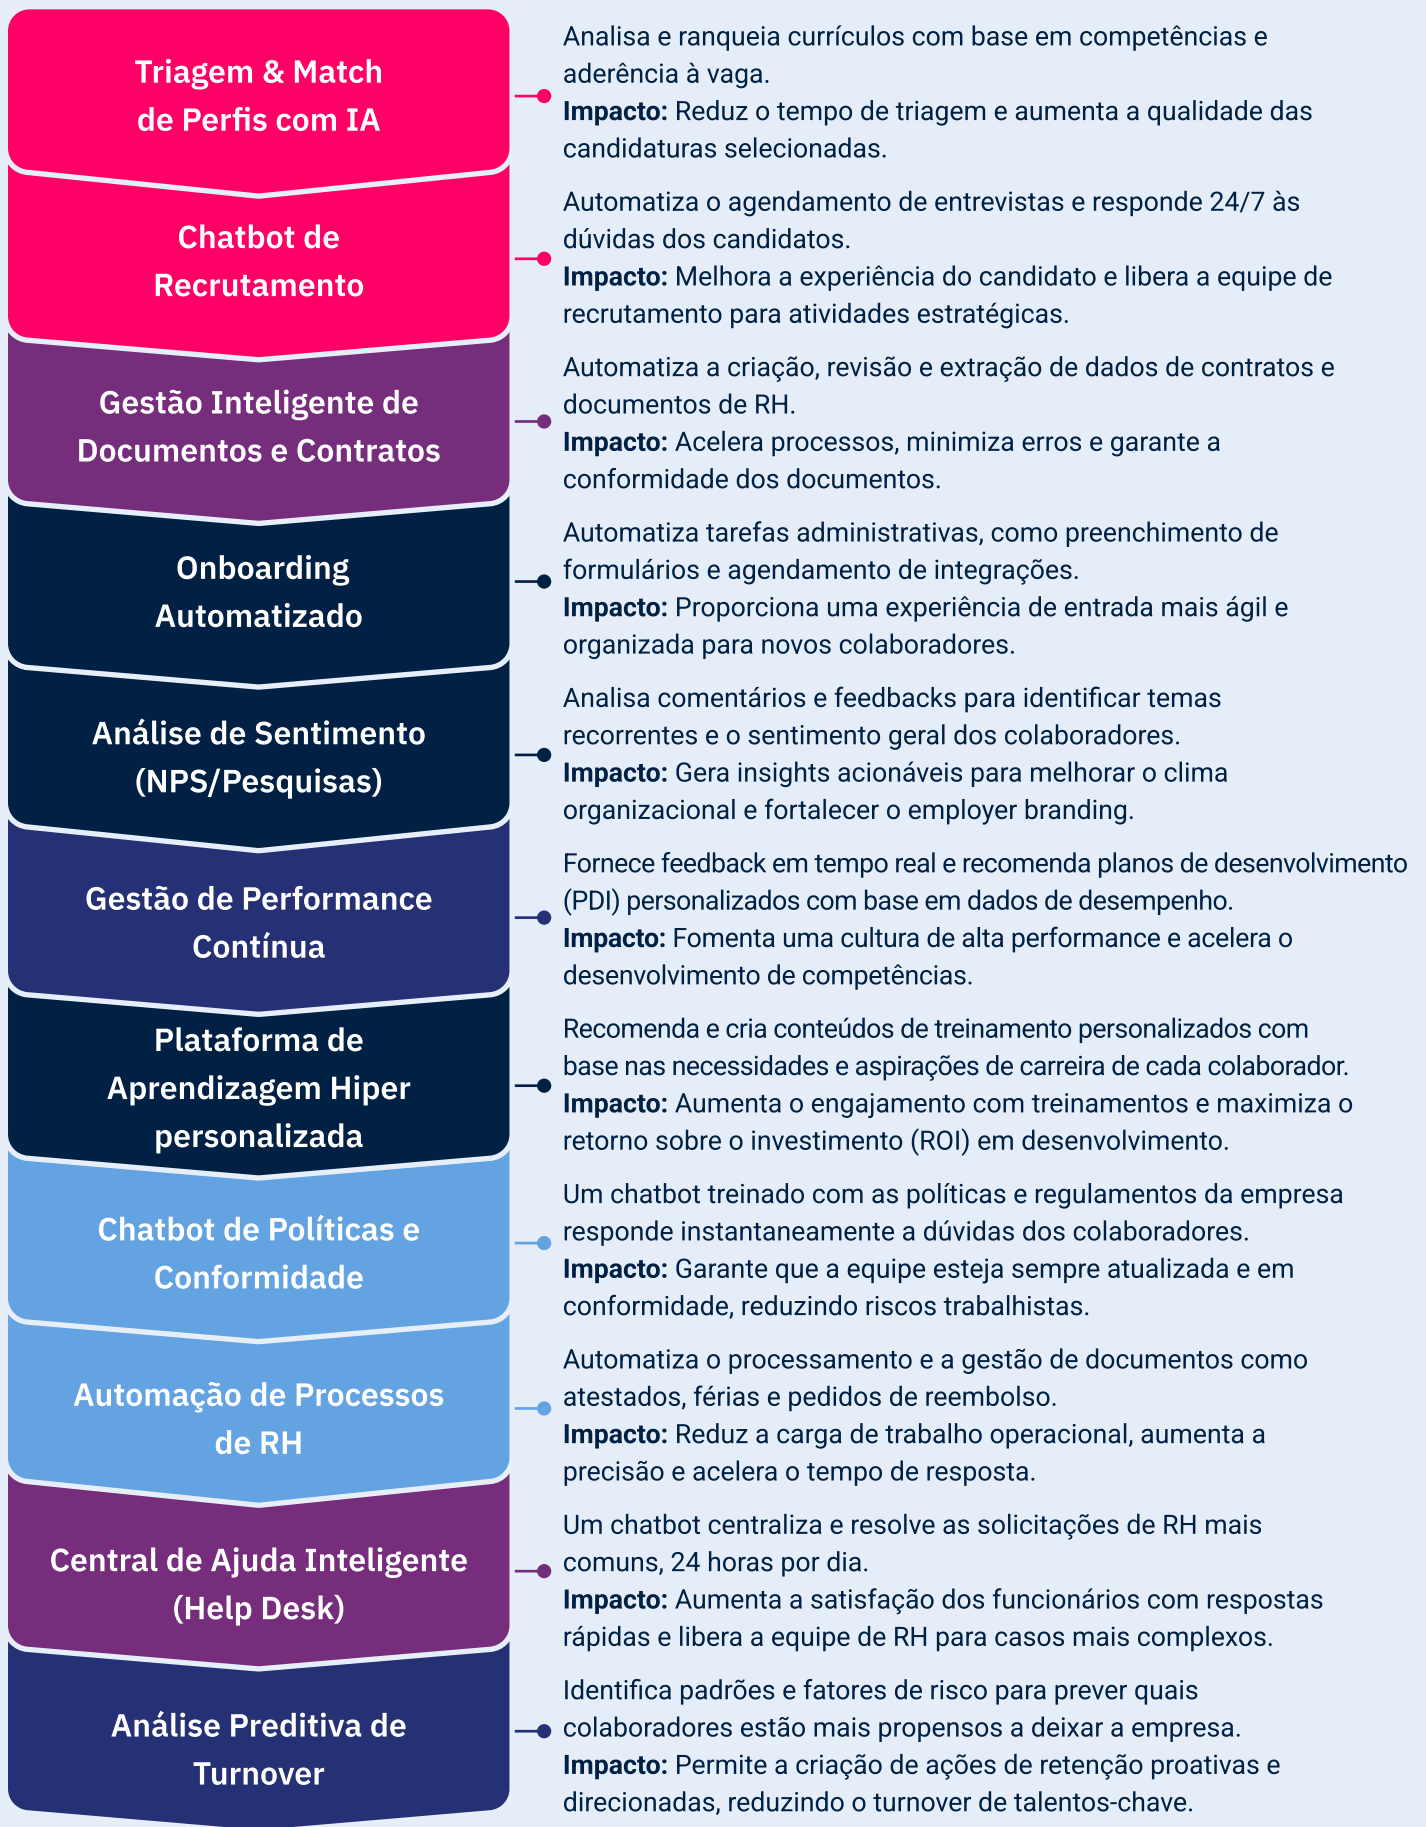 Triagem & Match
de Perfis com IA
Analisa e ranqueia currículos com base em competências e
aderência à vaga.
Impacto: Reduz o tempo de triagem e aumenta a qualidade das
candidaturas selecionadas.
Chatbot de
Recrutamento
Automatiza o agendamento de entrevistas e responde 24/7 às
dúvidas dos candidatos.
Impacto: Melhora a experiência do candidato e libera a equipe de
recrutamento para atividades estratégicas.
Gestão Inteligente de
Documentos e Contratos
Automatiza a criação, revisão e extração de dados de contratos e
documentos de RH.
Impacto: Acelera processos, minimiza erros e garante a
conformidade dos documentos.
Onboarding
Automatizado
Automatiza tarefas administrativas, como preenchimento de
formulários e agendamento de integrações.
Impacto: Proporciona uma experiência de entrada mais ágil e
organizada para novos colaboradores.
Análise de Sentimento
(NPS/Pesquisas)
Analisa comentários e feedbacks para identificar temas
recorrentes e o sentimento geral dos colaboradores.
Impacto: Gera insights acionáveis para melhorar o clima
organizacional e fortalecer o employer branding.
Gestão de Performance
Contínua
Fornece feedback em tempo real e recomenda planos de desenvolvimento
(PDI) personalizados com base em dados de desempenho.
Impacto: Fomenta uma cultura de alta performance e acelera o
desenvolvimento de competências.
Plataforma de
Aprendizagem Hiper
personalizada
Recomenda e cria conteúdos de treinamento personalizados com
base nas necessidades e aspirações de carreira de cada colaborador.
Impacto: Aumenta o engajamento com treinamentos e maximiza o
retorno sobre o investimento (ROI) em desenvolvimento.
Chatbot de Políticas e
Conformidade
Um chatbot treinado com as políticas e regulamentos da empresa
responde instantaneamente a dúvidas dos colaboradores.
Impacto: Garante que a equipe esteja sempre atualizada e em
conformidade, reduzindo riscos trabalhistas.
Automação de Processos
de RH
Automatiza o processamento e a gestão de documentos como
atestados, férias e pedidos de reembolso.
Impacto: Reduz a carga de trabalho operacional, aumenta a
precisão e acelera o tempo de resposta.
Central de Ajuda Inteligente
(Help Desk)
Um chatbot centraliza e resolve as solicitações de RH mais
comuns, 24 horas por dia.
Impacto: Aumenta a satisfação dos funcionários com respostas
rápidas e libera a equipe de RH para casos mais complexos.
Análise Preditiva de
Turnover
Identifica padrões e fatores de risco para prever quais
colaboradores estão mais propensos a deixar a empresa.
Impacto: Permite a criação de ações de retenção proativas e
direcionadas, reduzindo o turnover de talentos-chave.